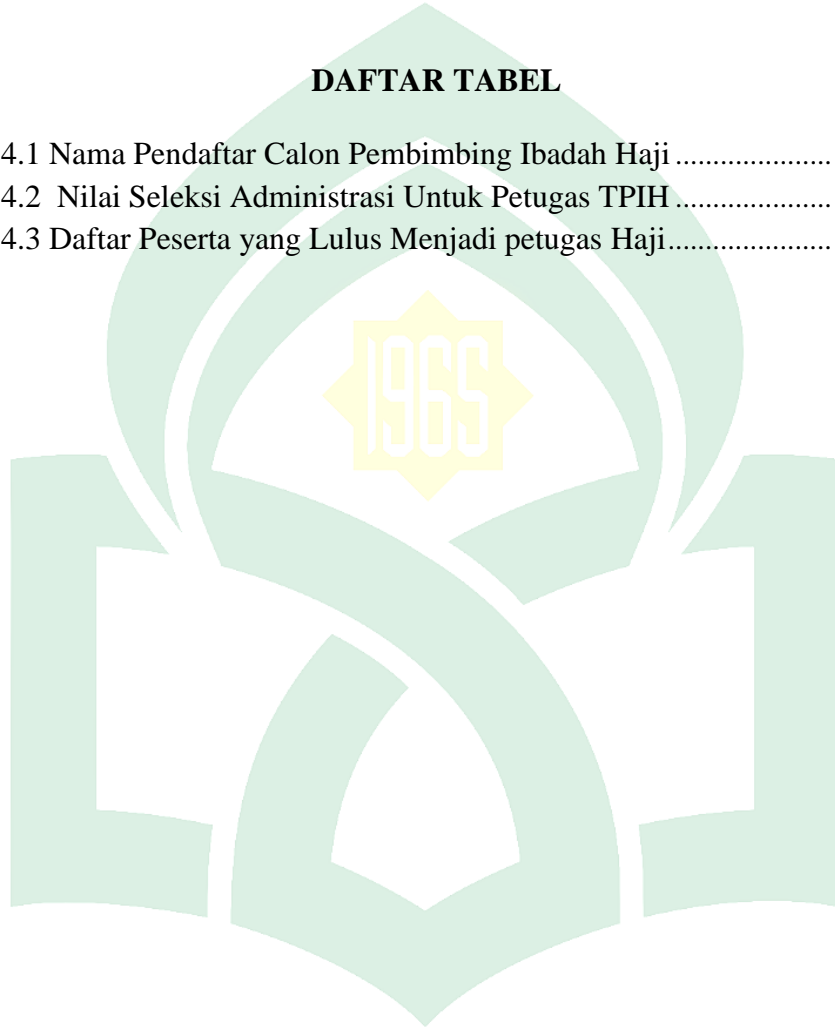 DAFTAR TABEL
4.1 Nama Pendaftar Calon Pembimbing Ibadah Haji .....................
4.2  Nilai Seleksi Administrasi Untuk Petugas TPIH ....................
4.3 Daftar Peserta yang Lulus Menjadi petugas Haji......................
1965